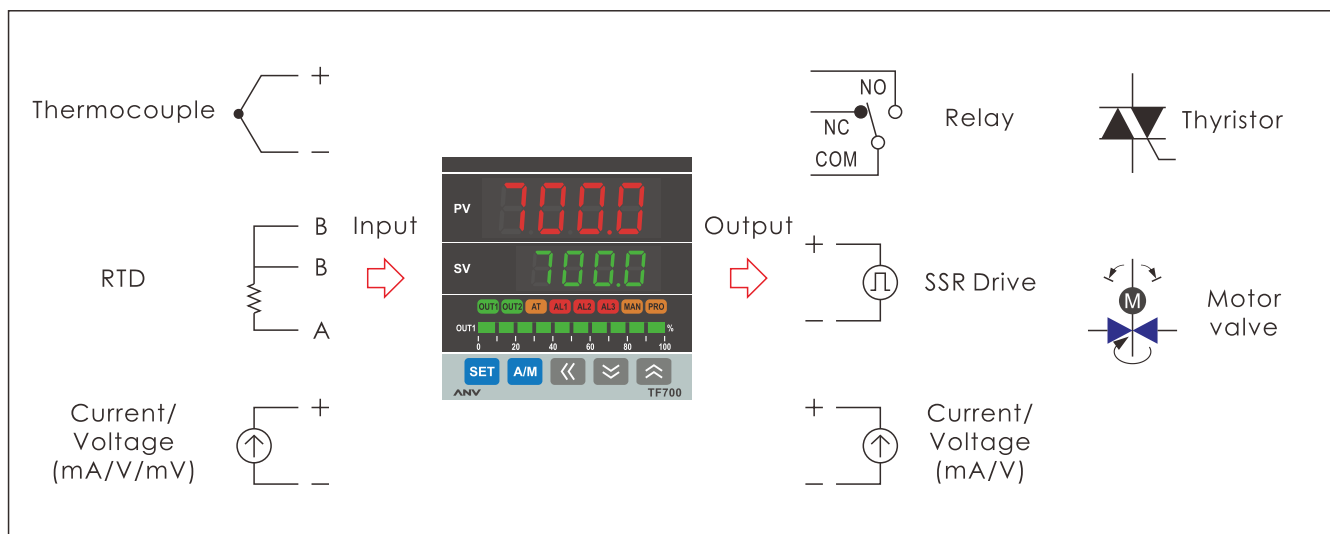 Thermocouple
+
−
RTD
B
B
A
Input
Current/
Voltage
(mA/V/mV)
+
−
PV
700.0
SV
700.0
OUT1 OUT2 AT AL1 AL2 AL3 MAN PRO
OUT1 %
0 20 40 60 80 100
SET A/M
ANV TF700
Output
NO
NC
COM
Relay
Thyristor
+
−
SSR Drive
M
Motor
valve
+
−
Current/
Voltage
(mA/V)